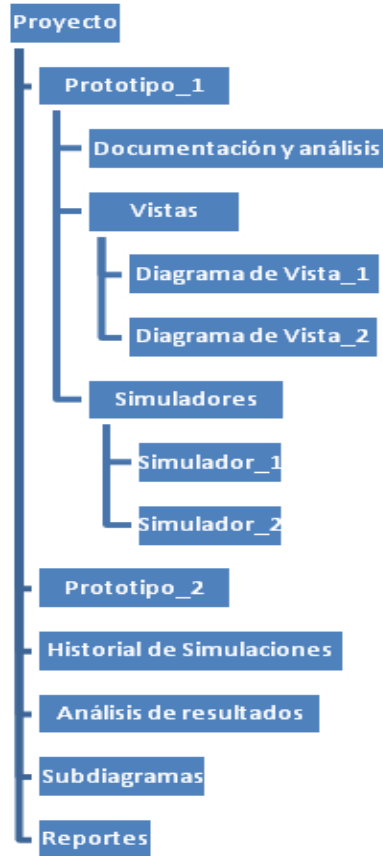 Proyecto
Prototipo_1
Documentación y análisis
Vistas
Diagrama de Vista_1
Diagrama de Vista_2
Simuladores
Simulador_1
Simulador_2
Prototipo_2
Historial de Simulaciones
Análisis de resultados
Subdiagramas
Reportes